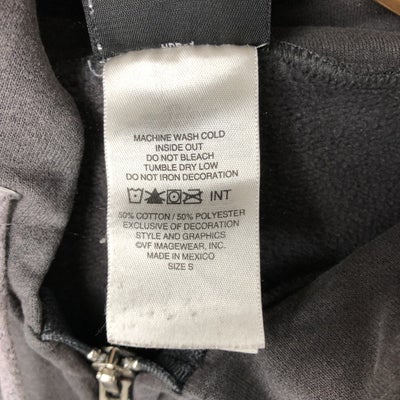 MACHINE WASH COLD
INSIDE OUT
DO NOT BLEACH
TUMBLE DRY LOW
DO NOT IRON DECORATION
INT
50% COTTON / 50% POLYESTER
EXCLUSIVE OF DECORATION
STYLE AND GRAPHICS
©VF IMAGEWEAR, INC.
MADE IN MEXICO
SIZE S